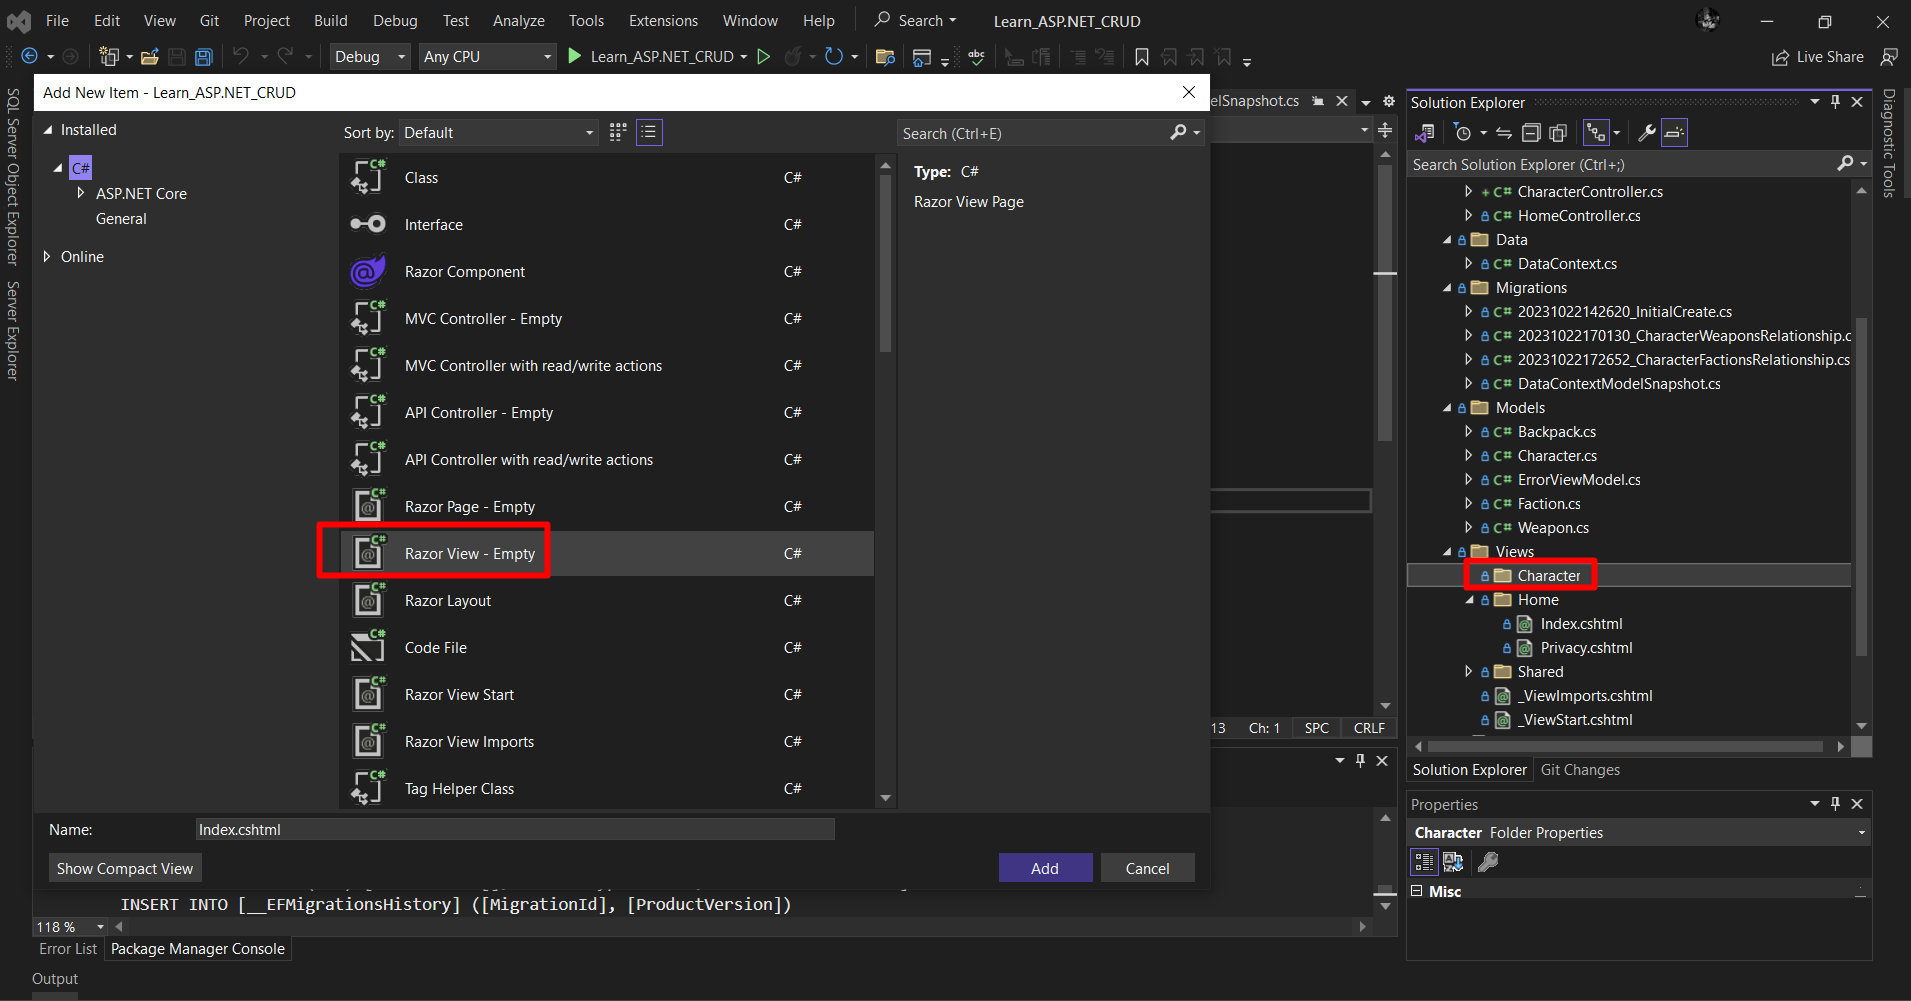 File Edit View Git Project Build Debug Test Analyze Tools Extensions Window Help Search Learn_ASP.NET_CRUD
Debug Any CPU Learn_ASP.NET_CRUD abc Live Share
SQL Server Object Explorer
Server Explorer
Add New Item - Learn_ASP.NET_CRUD
Installed
C#
ASP.NET Core
General
Online
Sort by: Default
Search (Ctrl+E)
Class C#
Interface C#
Razor Component C#
MVC Controller - Empty C#
MVC Controller with read/write actions C#
API Controller - Empty C#
API Controller with read/write actions C#
Razor Page - Empty C#
Razor View - Empty C#
Razor Layout C#
Code File C#
Razor View Start C#
Razor View Imports C#
Tag Helper Class C#
Type: C#
Razor View Page
Name: Index.cshtml
Show Compact View
Add Cancel
elSnapshot.cs
13 Ch: 1 SPC CRLF
INSERT INTO [__EFMigrationsHistory] ([MigrationId], [ProductVersion])
118 %
Error List Package Manager Console
Output
Solution Explorer
Search Solution Explorer (Ctrl+;)
C# CharacterController.cs
C# HomeController.cs
Data
C# DataContext.cs
Migrations
C# 20231022142620_InitialCreate.cs
C# 20231022170130_CharacterWeaponsRelationship.c
C# 20231022172652_CharacterFactionsRelationship.cs
C# DataContextModelSnapshot.cs
Models
C# Backpack.cs
C# Character.cs
C# ErrorViewModel.cs
C# Faction.cs
C# Weapon.cs
Views
Character
Home
Index.cshtml
Privacy.cshtml
Shared
_ViewImports.cshtml
_ViewStart.cshtml
Solution Explorer Git Changes
Properties
Character Folder Properties
Misc
Diagnostic Tools